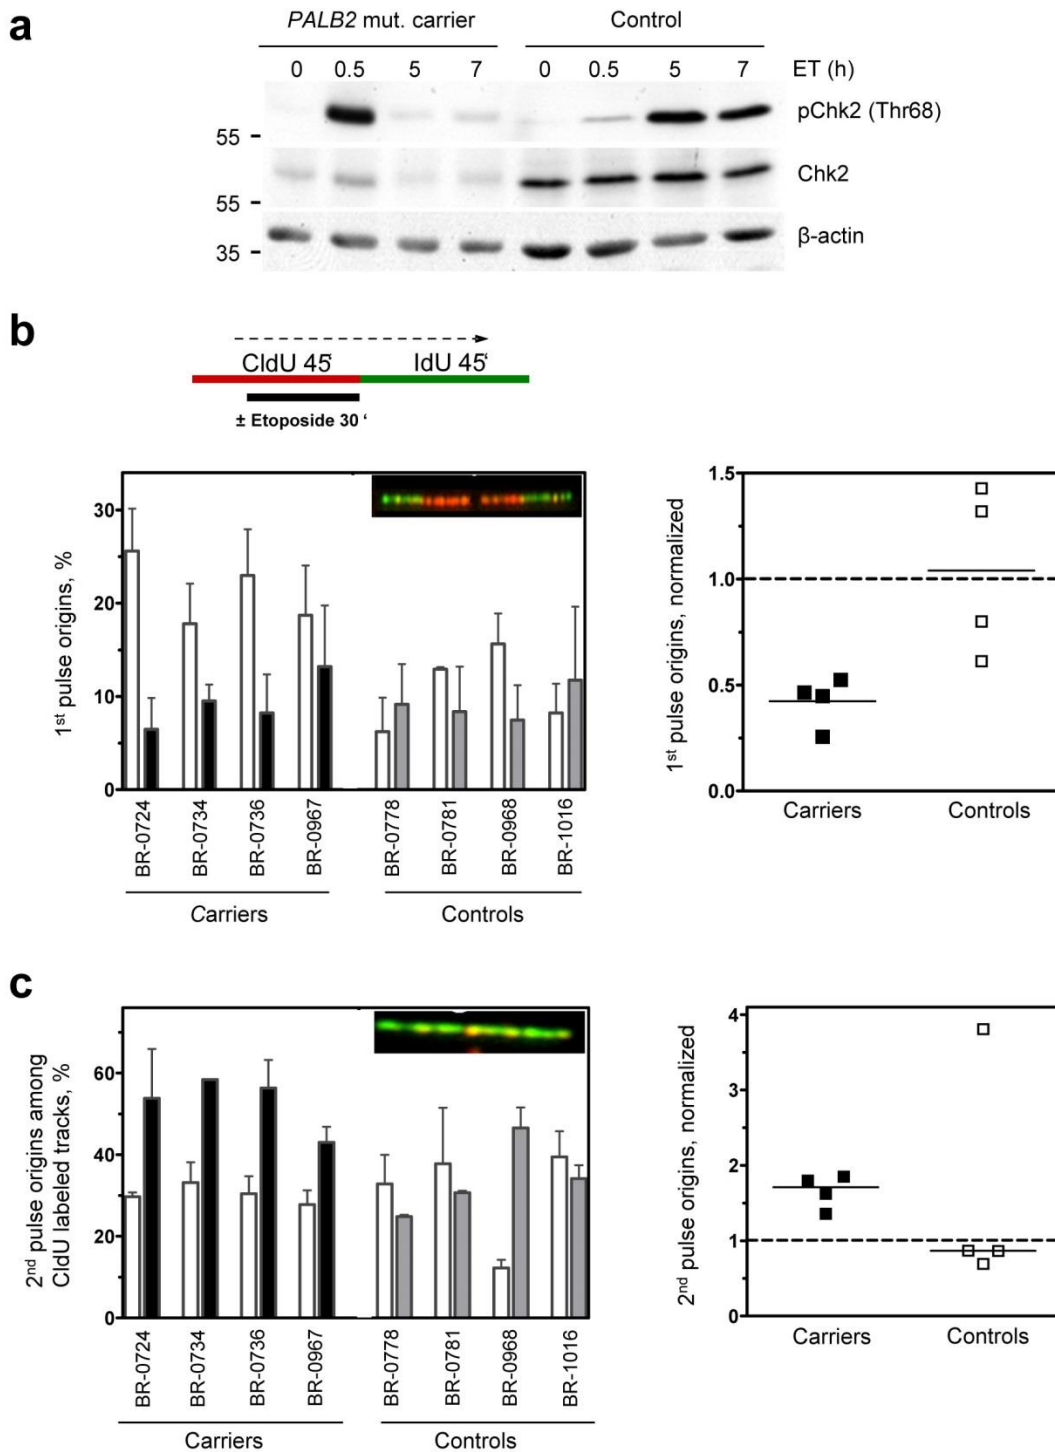 a
PALB2 mut. carrier Control
0 0.5 5 7 0 0.5 5 7 ET (h)
pChk2 (Thr68)
55
Chk2
55
β-actin
35
b
CldU 45‘ IdU 45‘
± Etoposide 30 ‘
1st pulse origins, %
30
20
10
0
BR-0724
BR-0734
BR-0736
BR-0967
BR-0778
BR-0781
BR-0968
BR-1016
Carriers Controls
1st pulse origins, normalized
1.5
1.0
0.5
0.0
Carriers Controls
c
2nd pulse origins among
CldU labeled tracks, %
60
40
20
0
BR-0724
BR-0734
BR-0736
BR-0967
BR-0778
BR-0781
BR-0968
BR-1016
Carriers Controls
2nd pulse origins, normalized
4
3
2
1
0
Carriers Controls